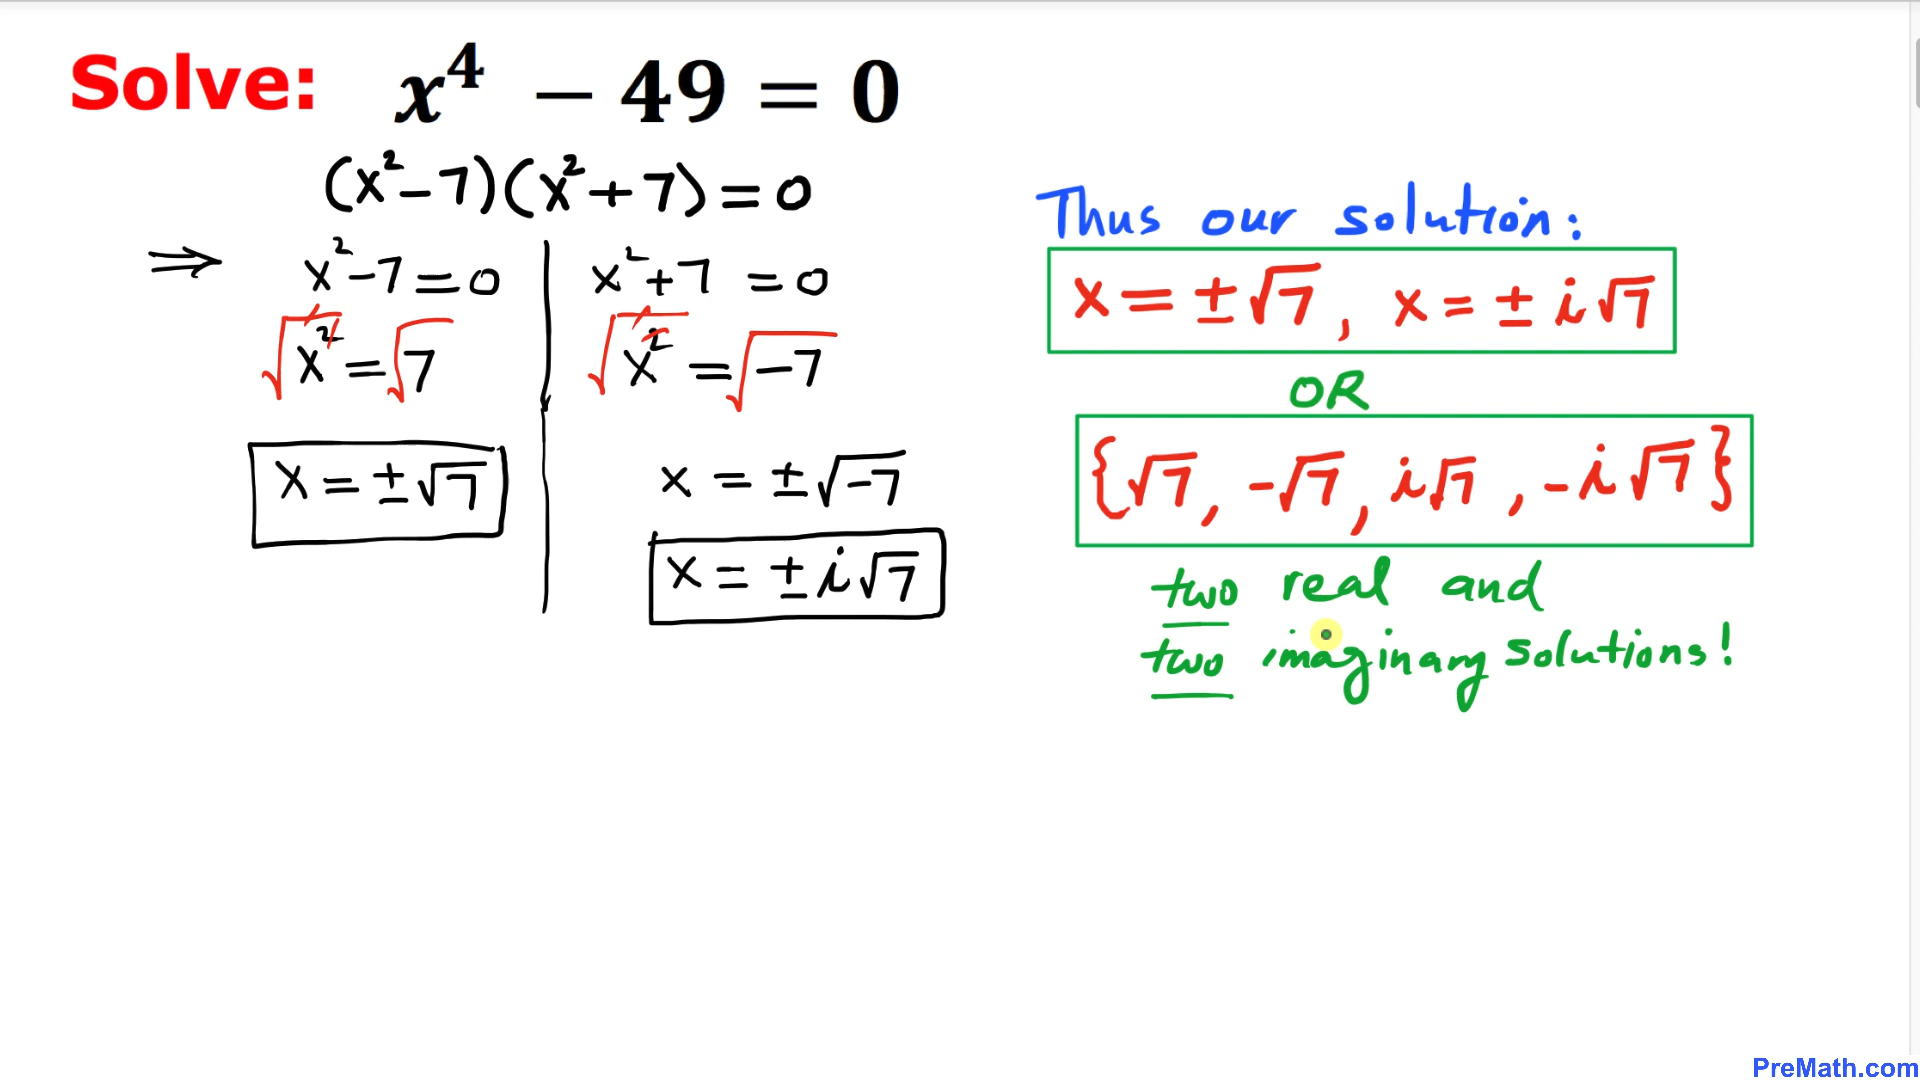 Solve: x⁴ − 49 = 0
(x²−7)(x²+7) = 0
⇒ x²−7 = 0
√x² = √7
x = ±√7
x²+7 = 0
√x² = √−7
x = ±√−7
x = ±i√7
Thus our solution:
x = ±√7, x = ±i√7
OR
{√7, −√7, i√7, −i√7}
two real and
two imaginary solutions!
PreMath.com